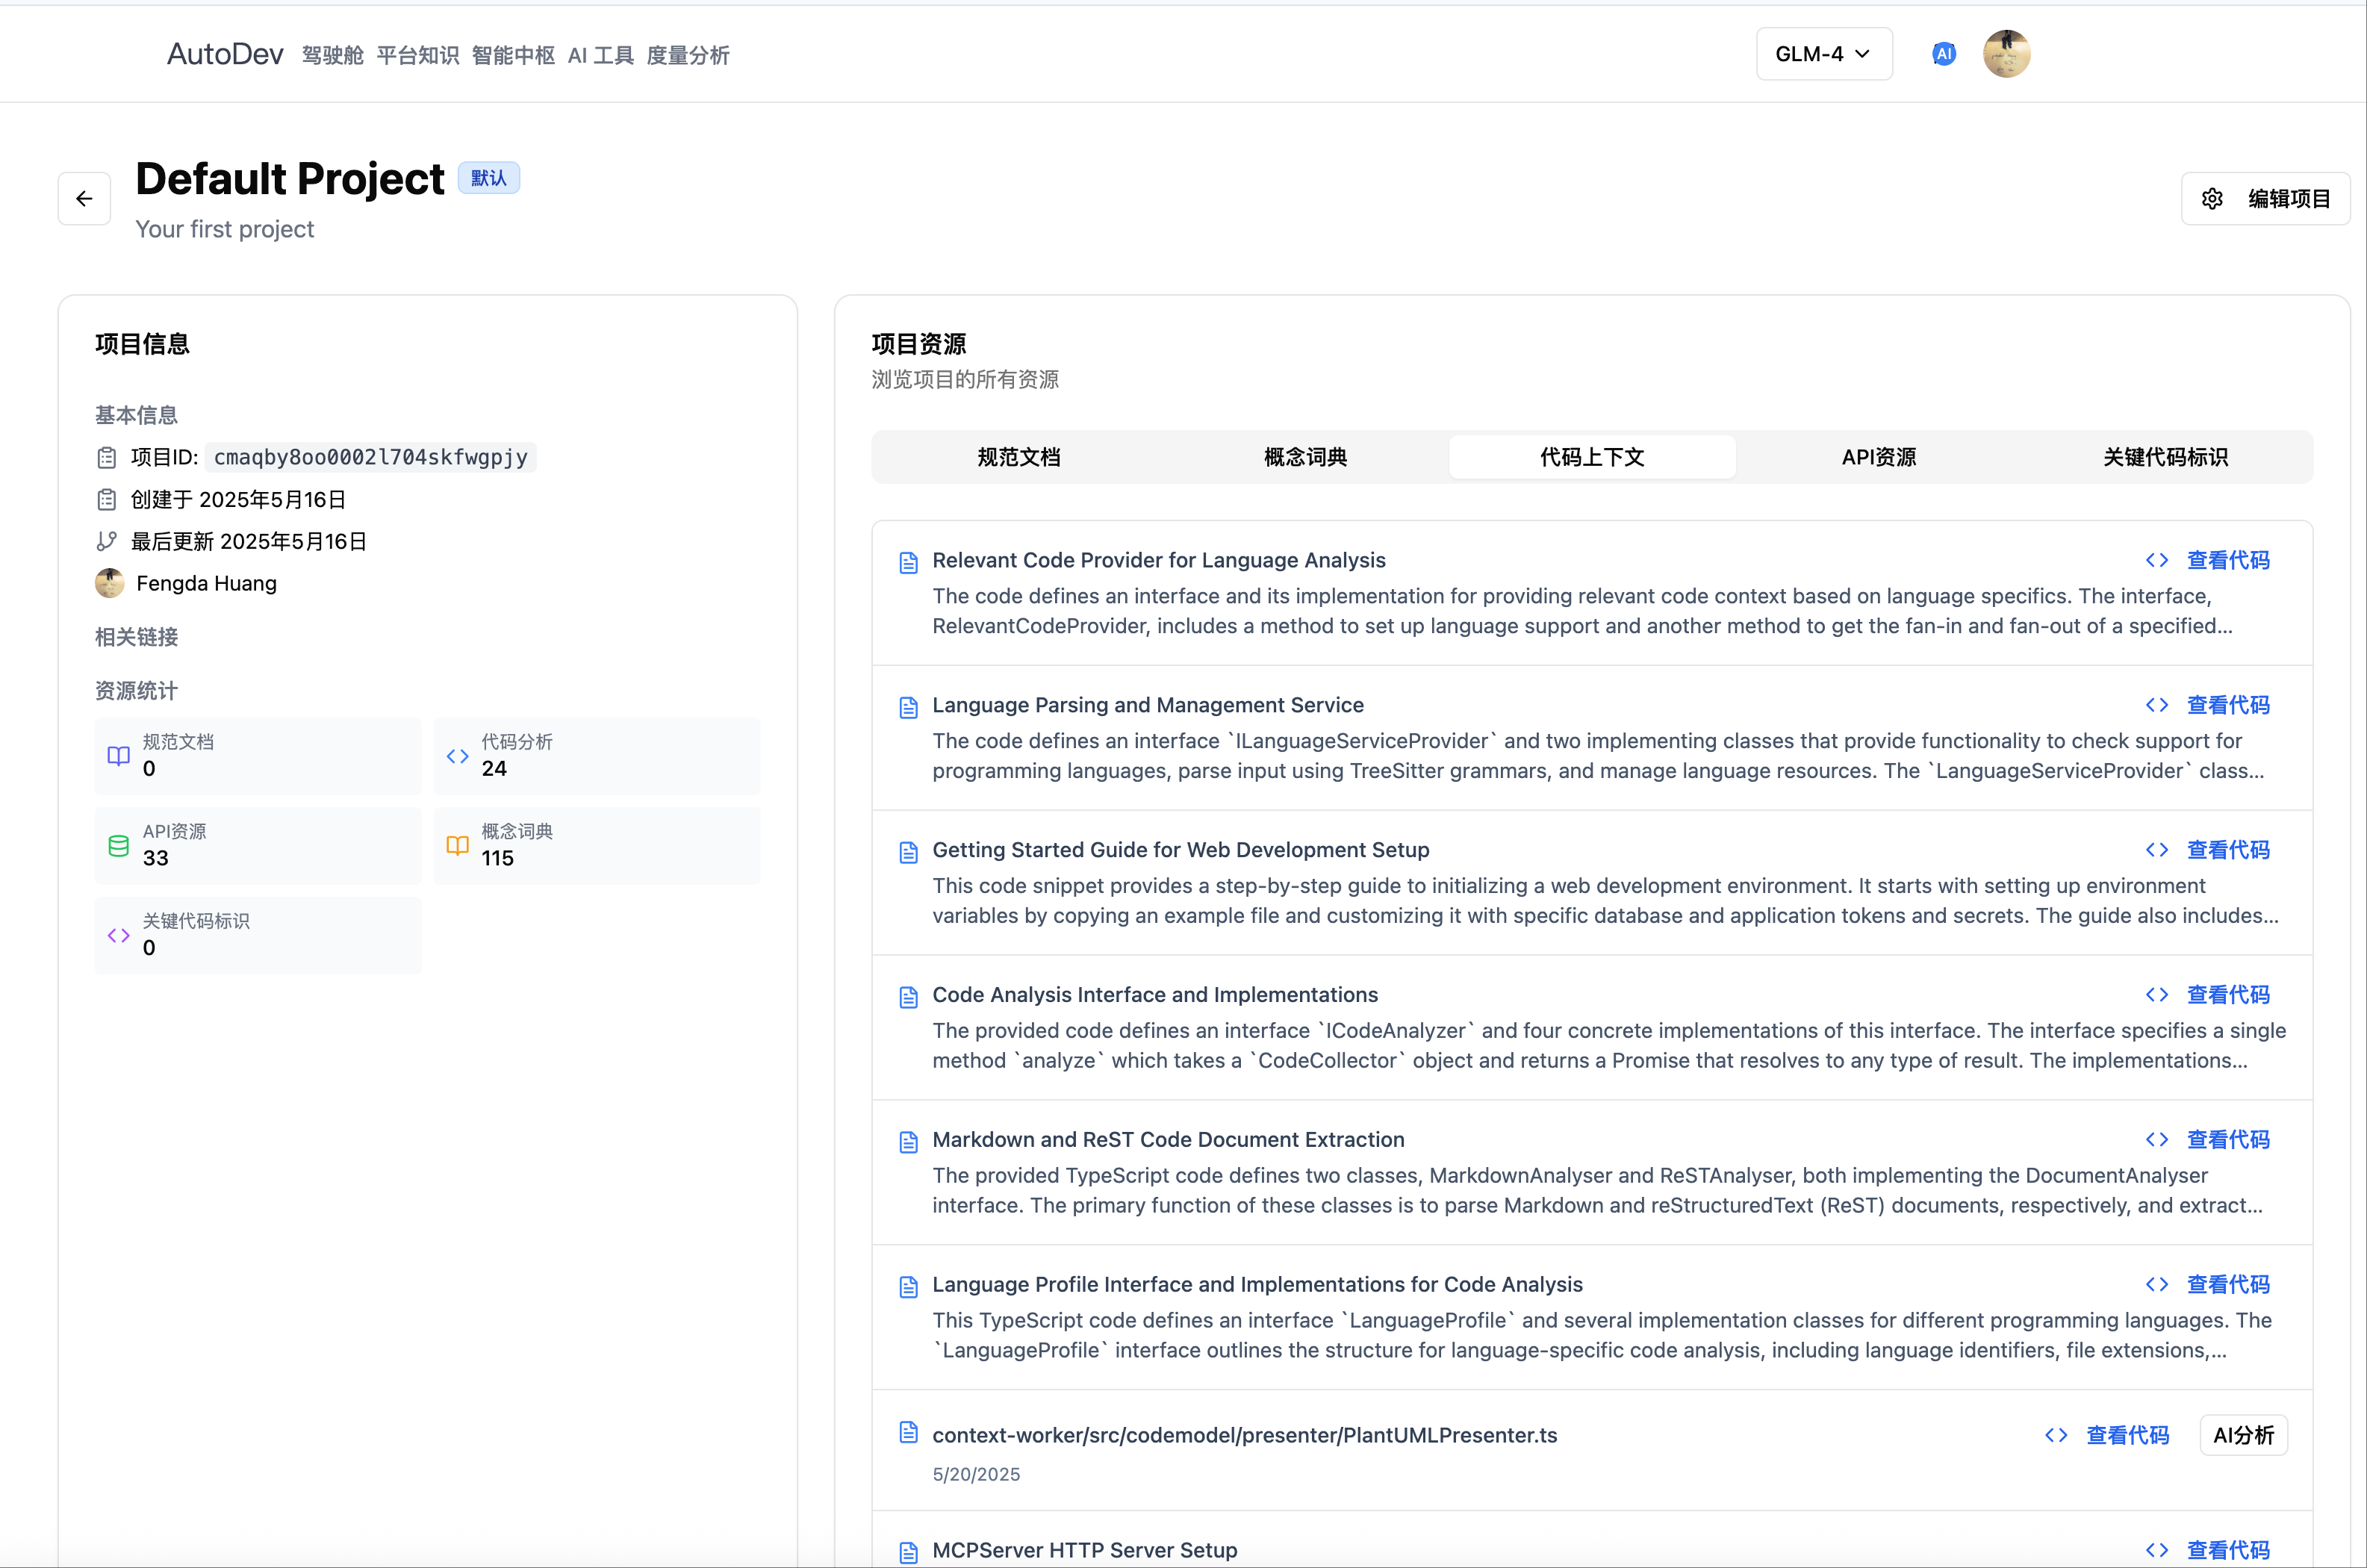 AutoDev 驾驶舱 平台知识 智能中枢 AI 工具 度量分析 GLM-4 AI
Default Project 默认
Your first project
编辑项目
项目信息
基本信息
项目ID: cmaqby8oo0002l704skfwgpjy
创建于 2025年5月16日
最后更新 2025年5月16日
Fengda Huang
相关链接
资源统计
规范文档
0
代码分析
24
API资源
33
概念词典
115
关键代码标识
0
项目资源
浏览项目的所有资源
规范文档 概念词典 代码上下文 API资源 关键代码标识
Relevant Code Provider for Language Analysis 查看代码
The code defines an interface and its implementation for providing relevant code context based on language specifics. The interface,
RelevantCodeProvider, includes a method to set up language support and another method to get the fan-in and fan-out of a specified...
Language Parsing and Management Service 查看代码
The code defines an interface `ILanguageServiceProvider` and two implementing classes that provide functionality to check support for
programming languages, parse input using TreeSitter grammars, and manage language resources. The `LanguageServiceProvider` class...
Getting Started Guide for Web Development Setup 查看代码
This code snippet provides a step-by-step guide to initializing a web development environment. It starts with setting up environment
variables by copying an example file and customizing it with specific database and application tokens and secrets. The guide also includes...
Code Analysis Interface and Implementations 查看代码
The provided code defines an interface `ICodeAnalyzer` and four concrete implementations of this interface. The interface specifies a single
method `analyze` which takes a `CodeCollector` object and returns a Promise that resolves to any type of result. The implementations...
Markdown and ReST Code Document Extraction 查看代码
The provided TypeScript code defines two classes, MarkdownAnalyser and ReSTAnalyser, both implementing the DocumentAnalyser
interface. The primary function of these classes is to parse Markdown and reStructuredText (ReST) documents, respectively, and extract...
Language Profile Interface and Implementations for Code Analysis 查看代码
This TypeScript code defines an interface `LanguageProfile` and several implementation classes for different programming languages. The
`LanguageProfile` interface outlines the structure for language-specific code analysis, including language identifiers, file extensions,...
context-worker/src/codemodel/presenter/PlantUMLPresenter.ts 查看代码 AI分析
5/20/2025
MCPServer HTTP Server Setup 查看代码